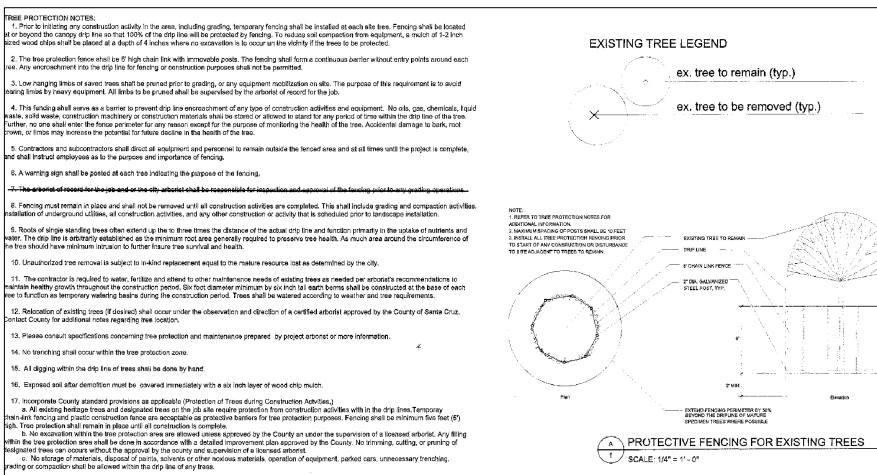 TREE PROTECTION NOTES:
1. Prior to initiating any construction activity in the area, including grading, temporary fencing shall be installed at each site tree. Fencing shall be located
at or beyond the canopy drip line so that 100% of the drip line will be protected by fencing. To reduce soil compaction from equipment, a mulch of 1-2 inch
sized wood chips shall be placed at a depth of 4 inches where no excavation is to occur un the vicinity if the trees to be protected.
2. The tree protection fence shall be 6' high chain link with immovable posts. The fencing shall form a continuous barrier without entry points around each
tree. Any encroachment into the drip line for fencing or construction purposes shall not be permitted.
3. Low hanging limbs of saved trees shall be pruned prior to grading, or any equipment mobilization on site. The purpose of this requirement is to avoid
tearing limbs by heavy equipment. All limbs to be pruned shall be supervised by the arborist of record for the job.
4. This fencing shall serve as a barrier to prevent drip line encroachment of any type of construction activities and equipment. No oils, gas, chemicals, liquid
waste, solid waste, construction machinery or construction materials shall be stored or allowed to stand for any period of time within the drip line of the tree.
Further, no one shall enter the fence perimeter for any reason except for the purpose of monitoring the health of the tree. Accidental damage to bark, root
crown, or limbs may increase the potential for future decline in the health of the tree.
5. Contractors and subcontractors shall direct all equipment and personnel to remain outside the fenced area and at all times until the project is complete,
and shall instruct employees as to the purpose and importance of fencing.
6. A warning sign shall be posted at each tree indicating the purpose of the fencing.
7. The arborist of record for the job and or the city arborist shall be responsible for inspection and approval of the fencing prior to any grading operations.
8. Fencing must remain in place and shall not be removed until all construction activities are completed. This shall include grading and compaction activities,
installation of underground utilities, all construction activities, and any other construction or activity that is scheduled prior to landscape installation.
9. Roots of single standing trees often extend up the to three times the distance of the actual drip line and function primarily in the uptake of nutrients and
water. The drip line is arbitrarily established as the minimum root area generally required to preserve tree health. As much area around the circumference of
the tree should have minimum intrusion to further insure tree survival and health.
10. Unauthorized tree removal is subject to in-kind replacement equal to the mature resource lost as determined by the city.
11. The contractor is required to water, fertilize and attend to other maintenance needs of existing trees as needed per arborist's recommendations to
maintain healthy growth throughout the construction period. Six foot diameter minimum by six inch tall earth berms shall be constructed at the base of each
tree to function as temporary watering basins during the construction period. Trees shall be watered according to weather and tree requirements.
12. Relocation of existing trees (if desired) shall occur under the observation and direction of a certified arborist approved by the County of Santa Cruz.
Contact County for additional notes regarding tree location.
13. Please consult specifications concerning tree protection and maintenance prepared by project arborist or more information.
14. No trenching shall occur within the tree protection zone.
15. All digging within the drip line of trees shall be done by hand.
16. Exposed soil after demolition must be covered immediately with a six inch layer of wood chip mulch.
17. Incorporate County standard provisions as applicable (Protection of Trees during Construction Activities,)
a. All existing heritage trees and designated trees on the job site require protection from construction activities with in the drip lines.Temporary
chain-link fencing and plastic construction fence are acceptable as protective barriers for tree protection purposes. Fencing shall be minimum five feet (5')
high. Tree protection shall remain in place until all construction is complete.
b. No excavation within the tree protection area are allowed unless approved by the County an under the supervision of a licensed arborist. Any filling
within the tree protection area shall be done in accordance with a detailed improvement plan approved by the County. No trimming, cutting, or pruning of
designated trees can occurs without the approval by the county and supervision of a licensed arborist.
c. No storage of materials, disposal of paints, solvents or other noxious materials, operation of equipment, parked cars, unnecessary trenching,
grading or compaction shall be allowed within the drip line of any trees.
EXISTING TREE LEGEND
ex. tree to remain (typ.)
ex. tree to be removed (typ.)
NOTE:
1. REFER TO TREE PROTECTION NOTES FOR
ADDITIONAL INFORMATION.
2. MAXIMUM SPACING OF POSTS SHALL BE 10 FEET
3. INSTALL ALL TREE PROTECTION FENCING PRIOR
TO START OF ANY CONSTRUCTION OR DISTURBANCE
TO SITE ADJACENT TO TREES TO REMAIN.
EXISTING TREE TO REMAIN
DRIP LINE
6' CHAIN LINK FENCE
2" DIA. GALVANIZED
STEEL POST, TYP.
6'
2' MIN.
Plan
Elevation
EXTEND FENCING PERIMETER BY 50%
BEYOND THE DRIPLINE OF MATURE
SPECIMEN TREES WHERE POSSIBLE
A
1
PROTECTIVE FENCING FOR EXISTING TREES
SCALE: 1/4" = 1' - 0"